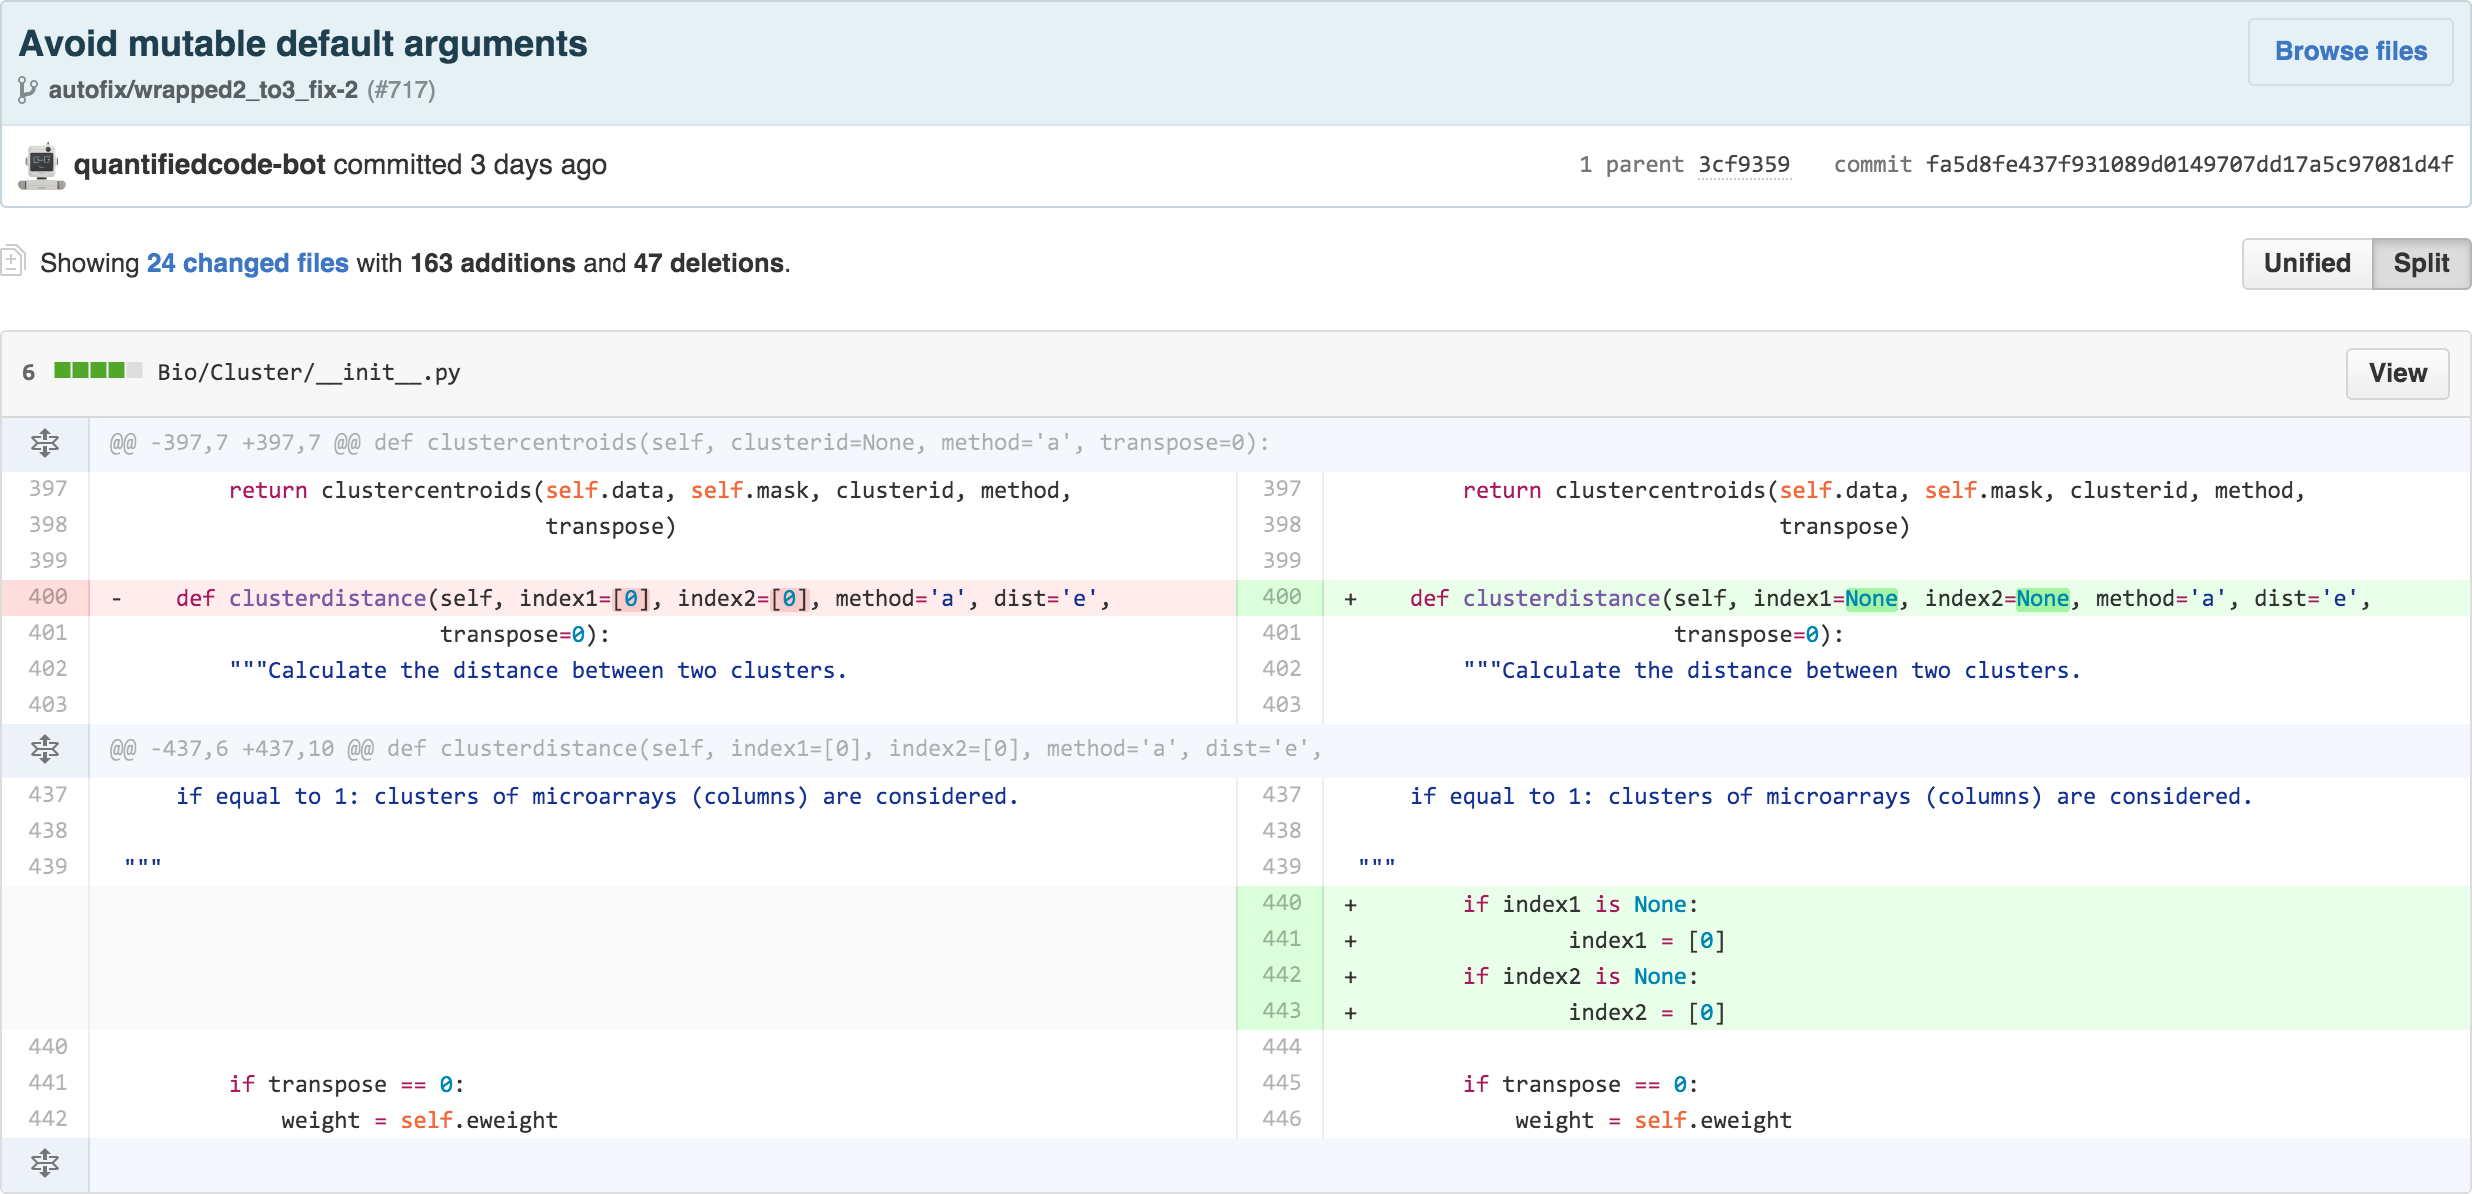 Avoid mutable default arguments
Browse files
autofix/wrapped2_to3_fix-2 (#717)
quantifiedcode-bot committed 3 days ago
1 parent 3cf9359 commit fa5d8fe437f931089d0149707dd17a5c97081d4f
Showing 24 changed files with 163 additions and 47 deletions.
Unified Split
6 Bio/Cluster/__init__.py
View
@@ -397,7 +397,7 @@ def clustercentroids(self, clusterid=None, method='a', transpose=0):
397 return clustercentroids(self.data, self.mask, clusterid, method, 397 return clustercentroids(self.data, self.mask, clusterid, method,
398 transpose) 398 transpose)
399 399
400 - def clusterdistance(self, index1=[0], index2=[0], method='a', dist='e', 400 + def clusterdistance(self, index1=None, index2=None, method='a', dist='e',
401 transpose=0): 401 transpose=0):
402 """Calculate the distance between two clusters. 402 """Calculate the distance between two clusters.
403 403
@@ -437,6 +437,10 @@ def clusterdistance(self, index1=[0], index2=[0], method='a', dist='e',
437 if equal to 1: clusters of microarrays (columns) are considered. 437 if equal to 1: clusters of microarrays (columns) are considered.
438 438
439 """ 439 """
440 + if index1 is None:
441 + index1 = [0]
442 + if index2 is None:
443 + index2 = [0]
440 444
441 if transpose == 0: 445 if transpose == 0:
442 weight = self.eweight 446 weight = self.eweight